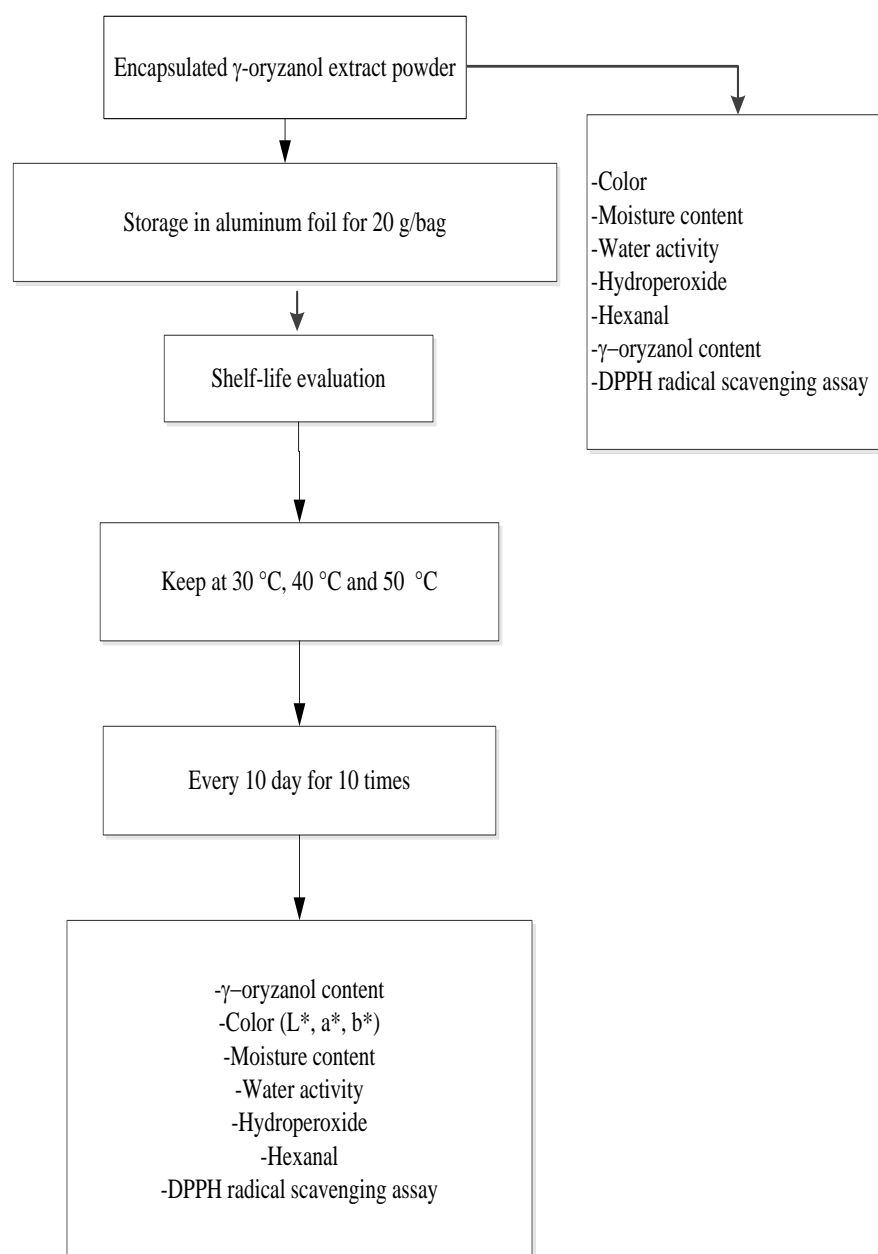 Encapsulated γ-oryzanol extract powder
Storage in aluminum foil for 20 g/bag
Shelf-life evaluation
Keep at 30 °C, 40 °C and 50 °C
Every 10 day for 10 times
-γ−oryzanol content
-Color (L*, a*, b*)
-Moisture content
-Water activity
-Hydroperoxide
-Hexanal
-DPPH radical scavenging assay
-Color
-Moisture content
-Water activity
-Hydroperoxide
-Hexanal
-γ−oryzanol content
-DPPH radical scavenging assay